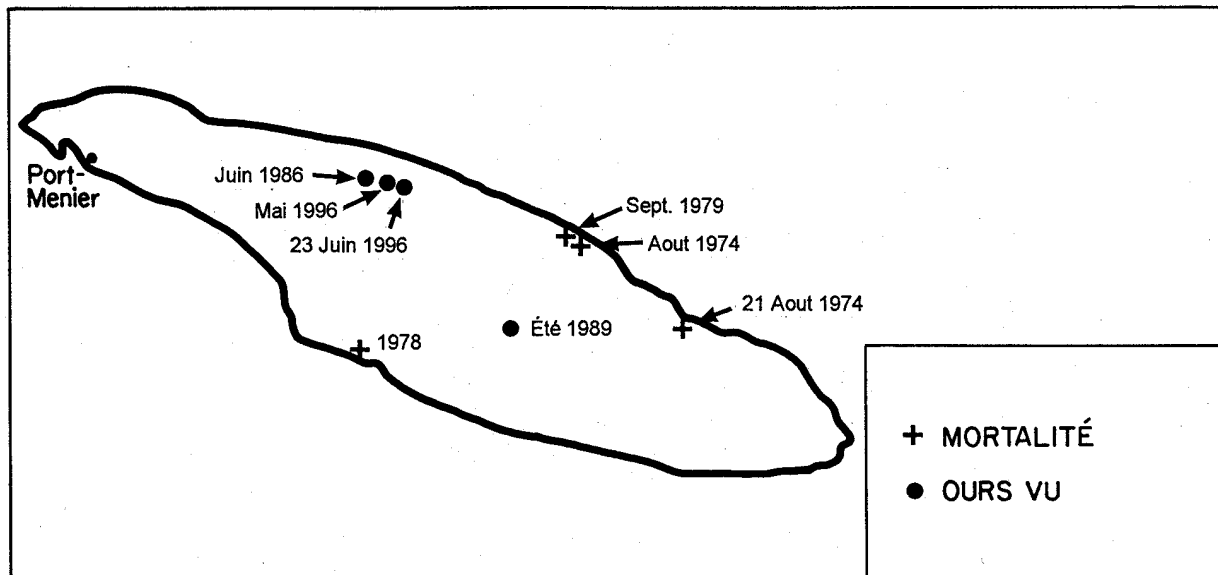 Port-
Menier
Juin 1986
Mai 1996
23 Juin 1996
Sept. 1979
Aout 1974
21 Aout 1974
Été 1989
1978
MORTALITÉ
OURS VU